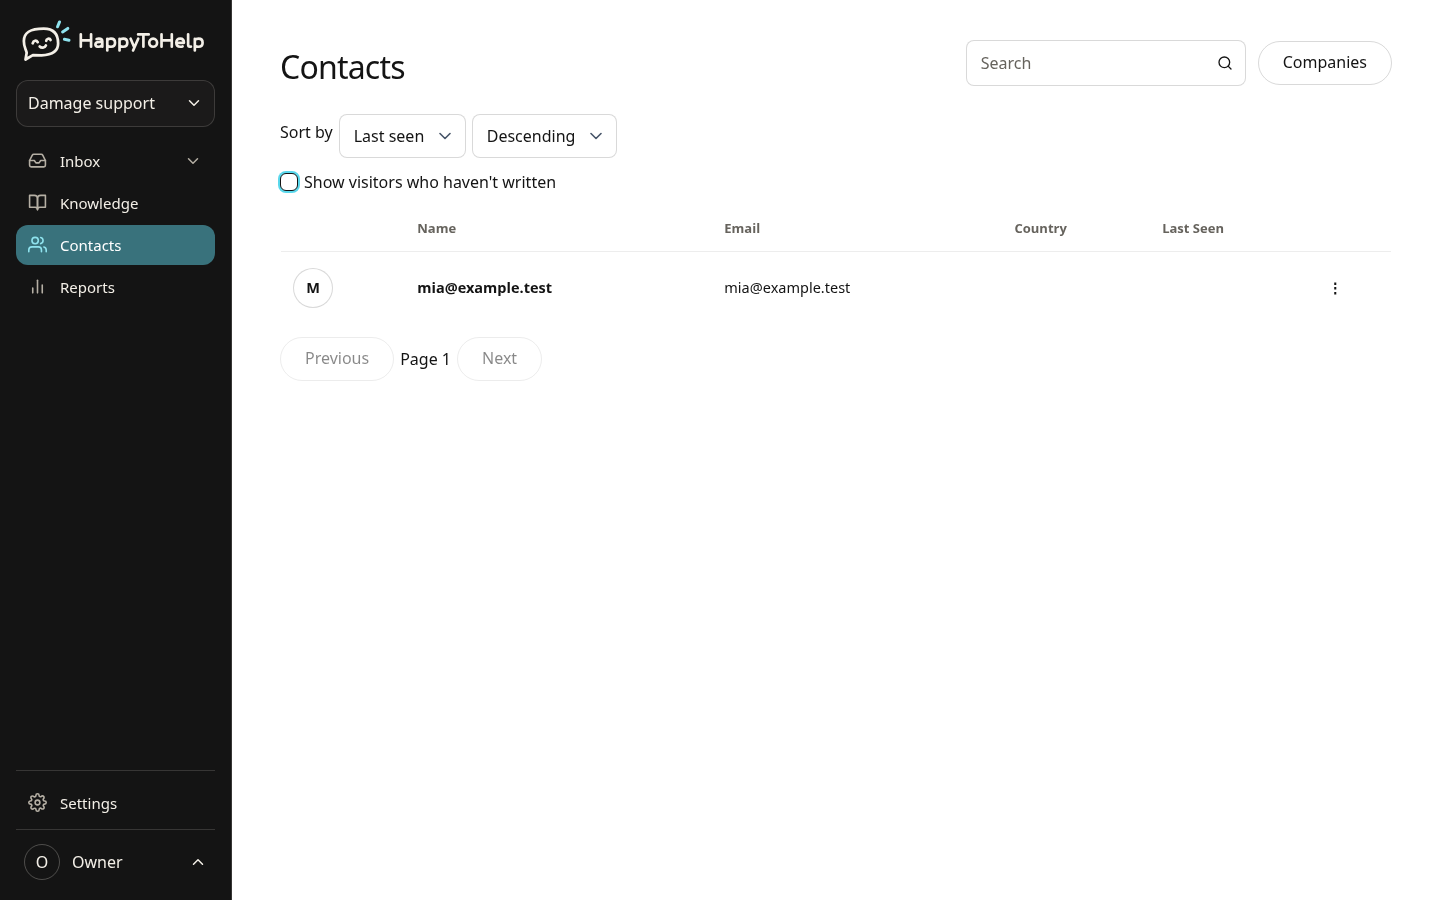 HappyToHelp
Damage support
Inbox
Knowledge
Contacts
Reports
Settings
O Owner
Contacts
Search
Companies
Sort by Last seen Descending
Show visitors who haven't written
Name Email Country Last Seen
M mia@example.test mia@example.test
Previous Page 1 Next